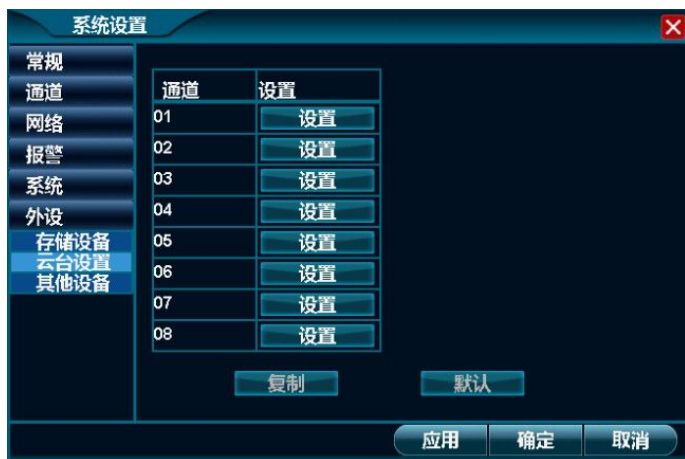 系统设置
常规
通道
网络
报警
系统
外设
存储设备
云台设置
其他设备
通道 设置
01 设置
02 设置
03 设置
04 设置
05 设置
06 设置
07 设置
08 设置
复制 默认
应用 确定 取消